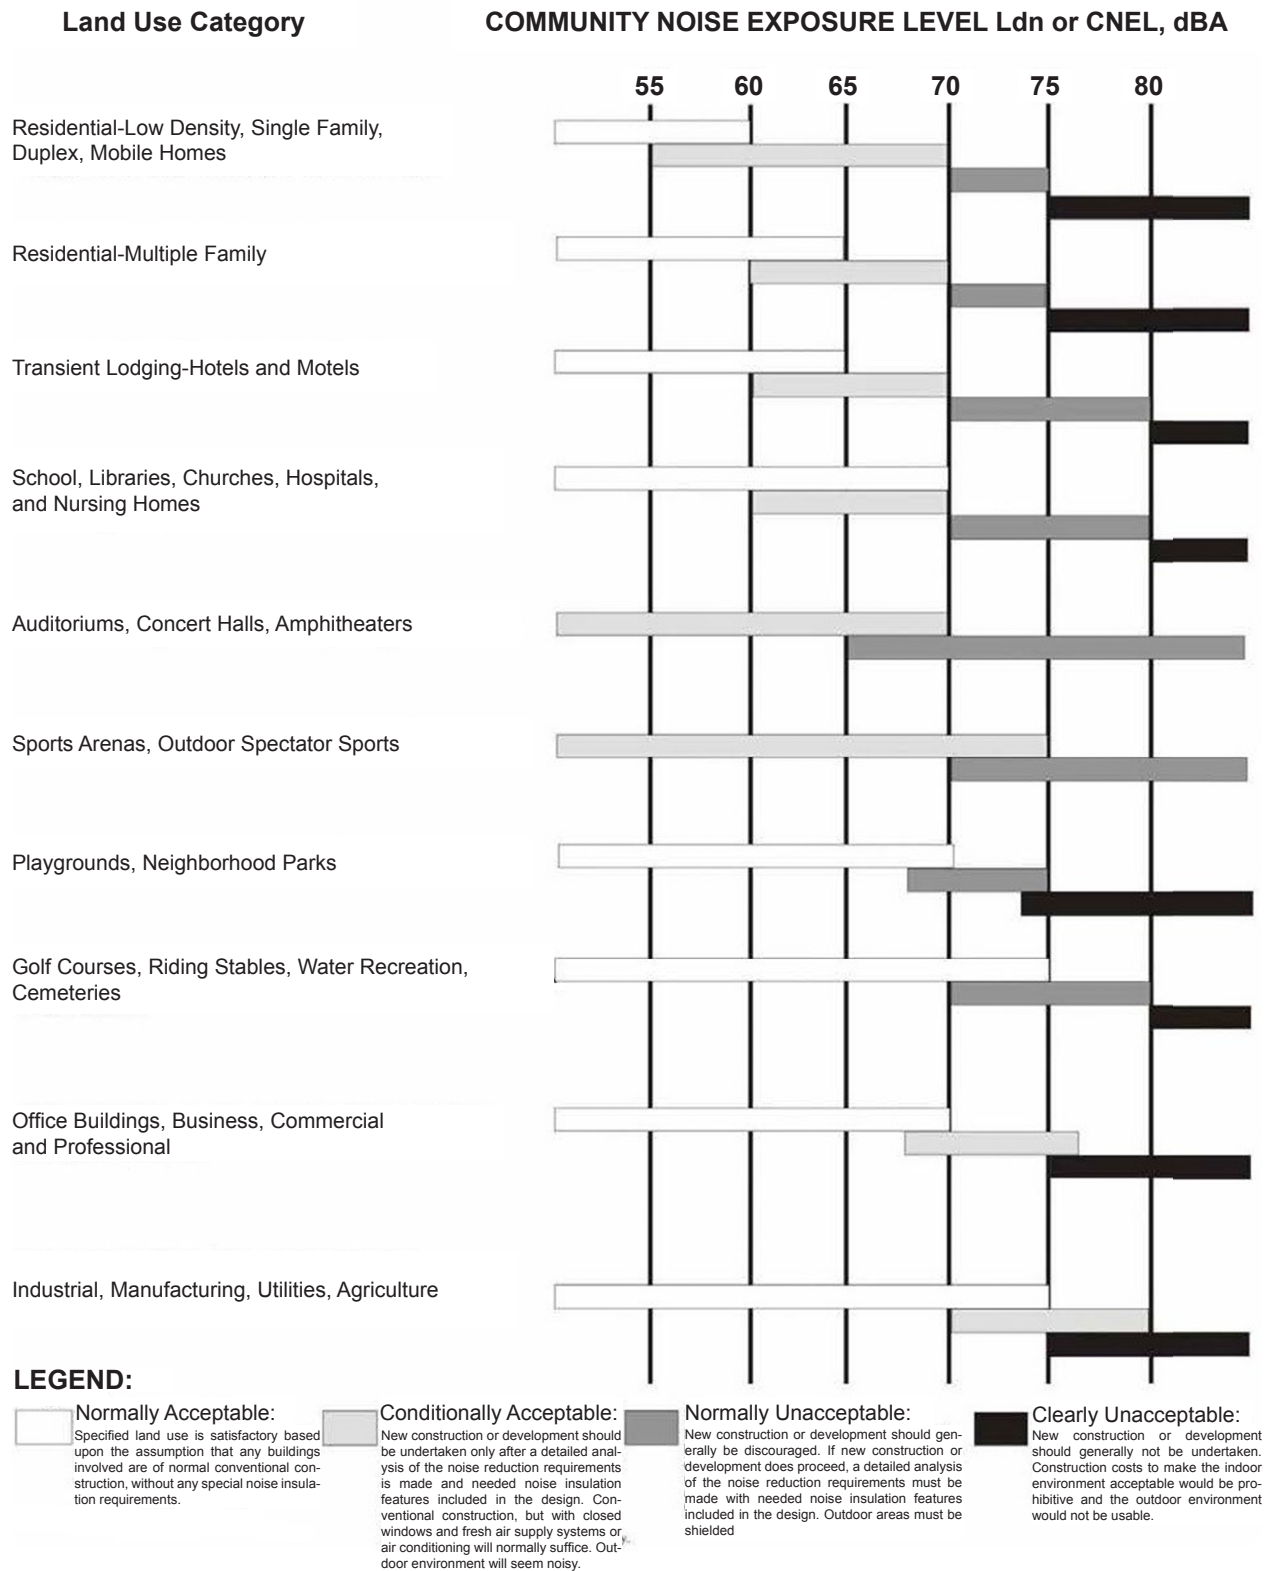 Land Use Category
COMMUNITY NOISE EXPOSURE LEVEL Ldn or CNEL, dBA
55 60 65 70 75 80
Residential-Low Density, Single Family,
Duplex, Mobile Homes
Residential-Multiple Family
Transient Lodging-Hotels and Motels
School, Libraries, Churches, Hospitals,
and Nursing Homes
Auditoriums, Concert Halls, Amphitheaters
Sports Arenas, Outdoor Spectator Sports
Playgrounds, Neighborhood Parks
Golf Courses, Riding Stables, Water Recreation,
Cemeteries
Office Buildings, Business, Commercial
and Professional
Industrial, Manufacturing, Utilities, Agriculture
LEGEND:
Normally Acceptable:
Specified land use is satisfactory based
upon the assumption that any buildings
involved are of normal conventional con-
struction, without any special noise insula-
tion requirements.
Conditionally Acceptable:
New construction or development should
be undertaken only after a detailed anal-
ysis of the noise reduction requirements
is made and needed noise insulation
features included in the design. Con-
ventional construction, but with closed
windows and fresh air supply systems or
air conditioning will normally suffice. Out-
door environment will seem noisy.
Normally Unacceptable:
New construction or development should gen-
erally be discouraged. If new construction or
development does proceed, a detailed analysis
of the noise reduction requirements must be
made with needed noise insulation features
included in the design. Outdoor areas must be
shielded
Clearly Unacceptable:
New construction or development
should generally not be undertaken.
Construction costs to make the indoor
environment acceptable would be pro-
hibitive and the outdoor environment
would not be usable.